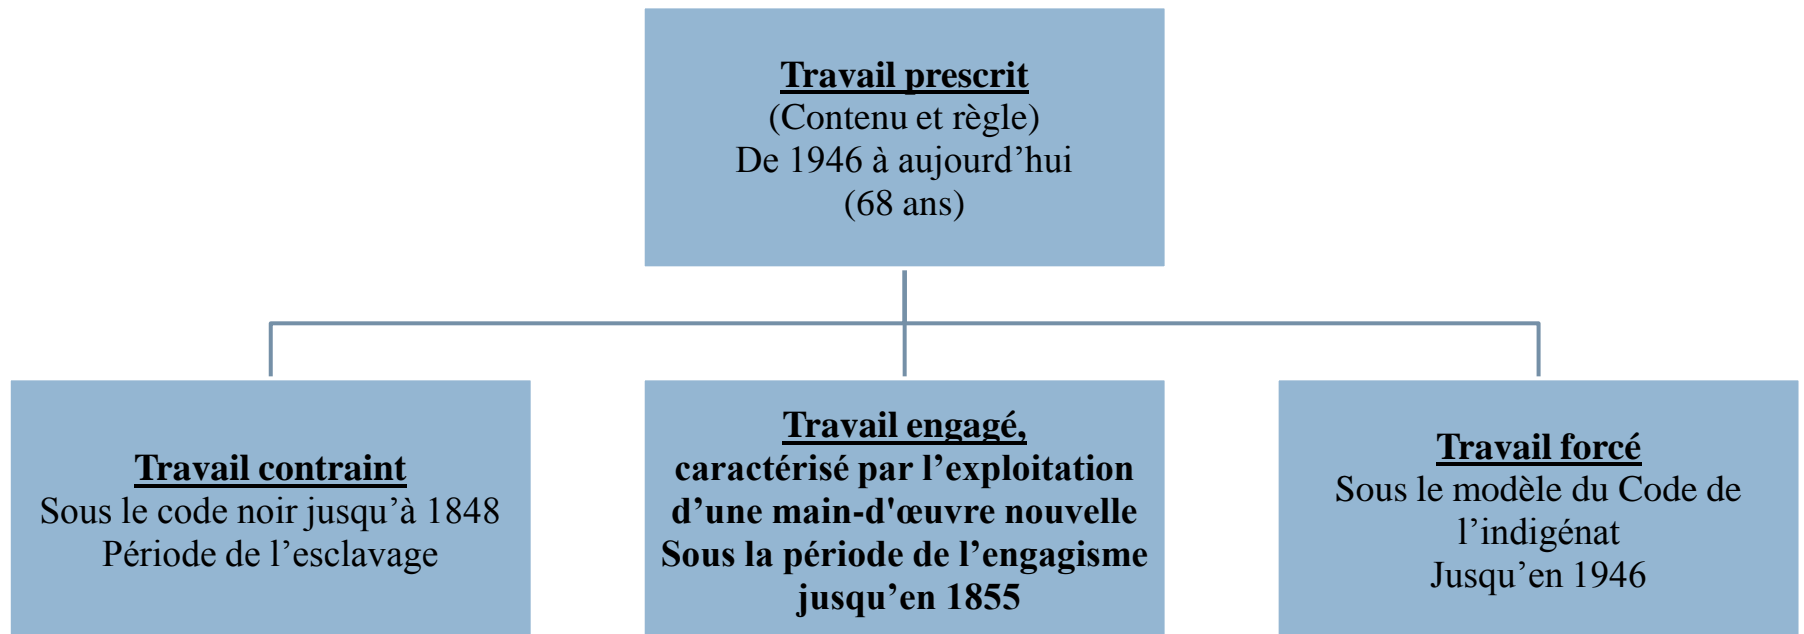 Travail prescrit
(Contenu et règle)
De 1946 à aujourd’hui
(68 ans)
Travail contraint
Sous le code noir jusqu’à 1848
Période de l’esclavage
Travail engagé,
caractérisé par l’exploitation
d’une main-d'œuvre nouvelle
Sous la période de l’engagisme
jusqu’en 1855
Travail forcé
Sous le modèle du Code de
l’indigénat
Jusqu’en 1946